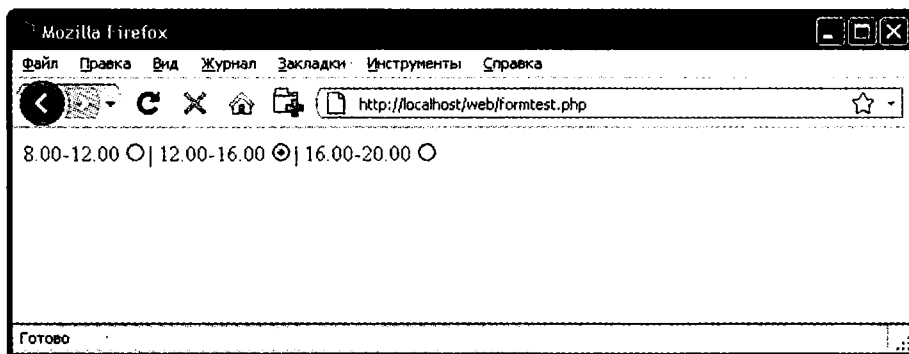 Mozilla Firefox
Файл Правка Вид Журнал Закладки Инструменты Справка
http://localhost/web/formtest.php
8.00-12.00 | 12.00-16.00 | 16.00-20.00
Готово